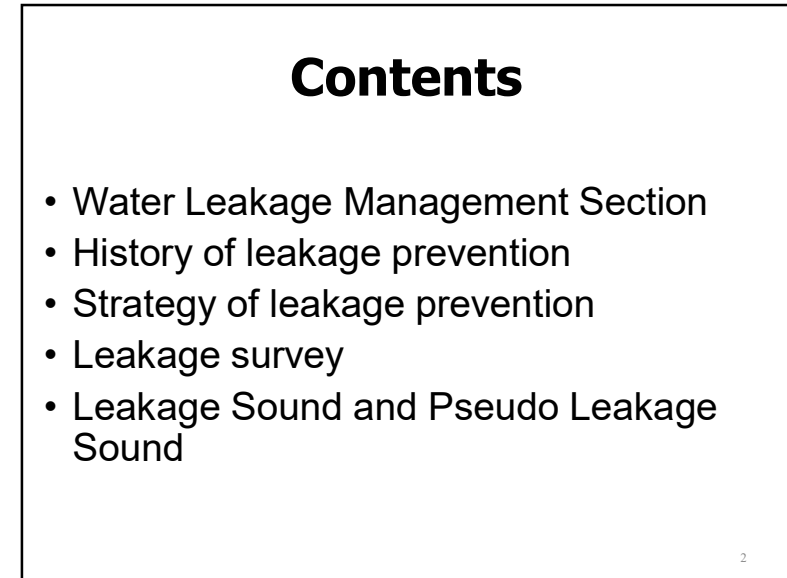 Contents
• Water Leakage Management Section
• History of leakage prevention
• Strategy of leakage prevention
• Leakage survey
• Leakage Sound and Pseudo Leakage
Sound
2